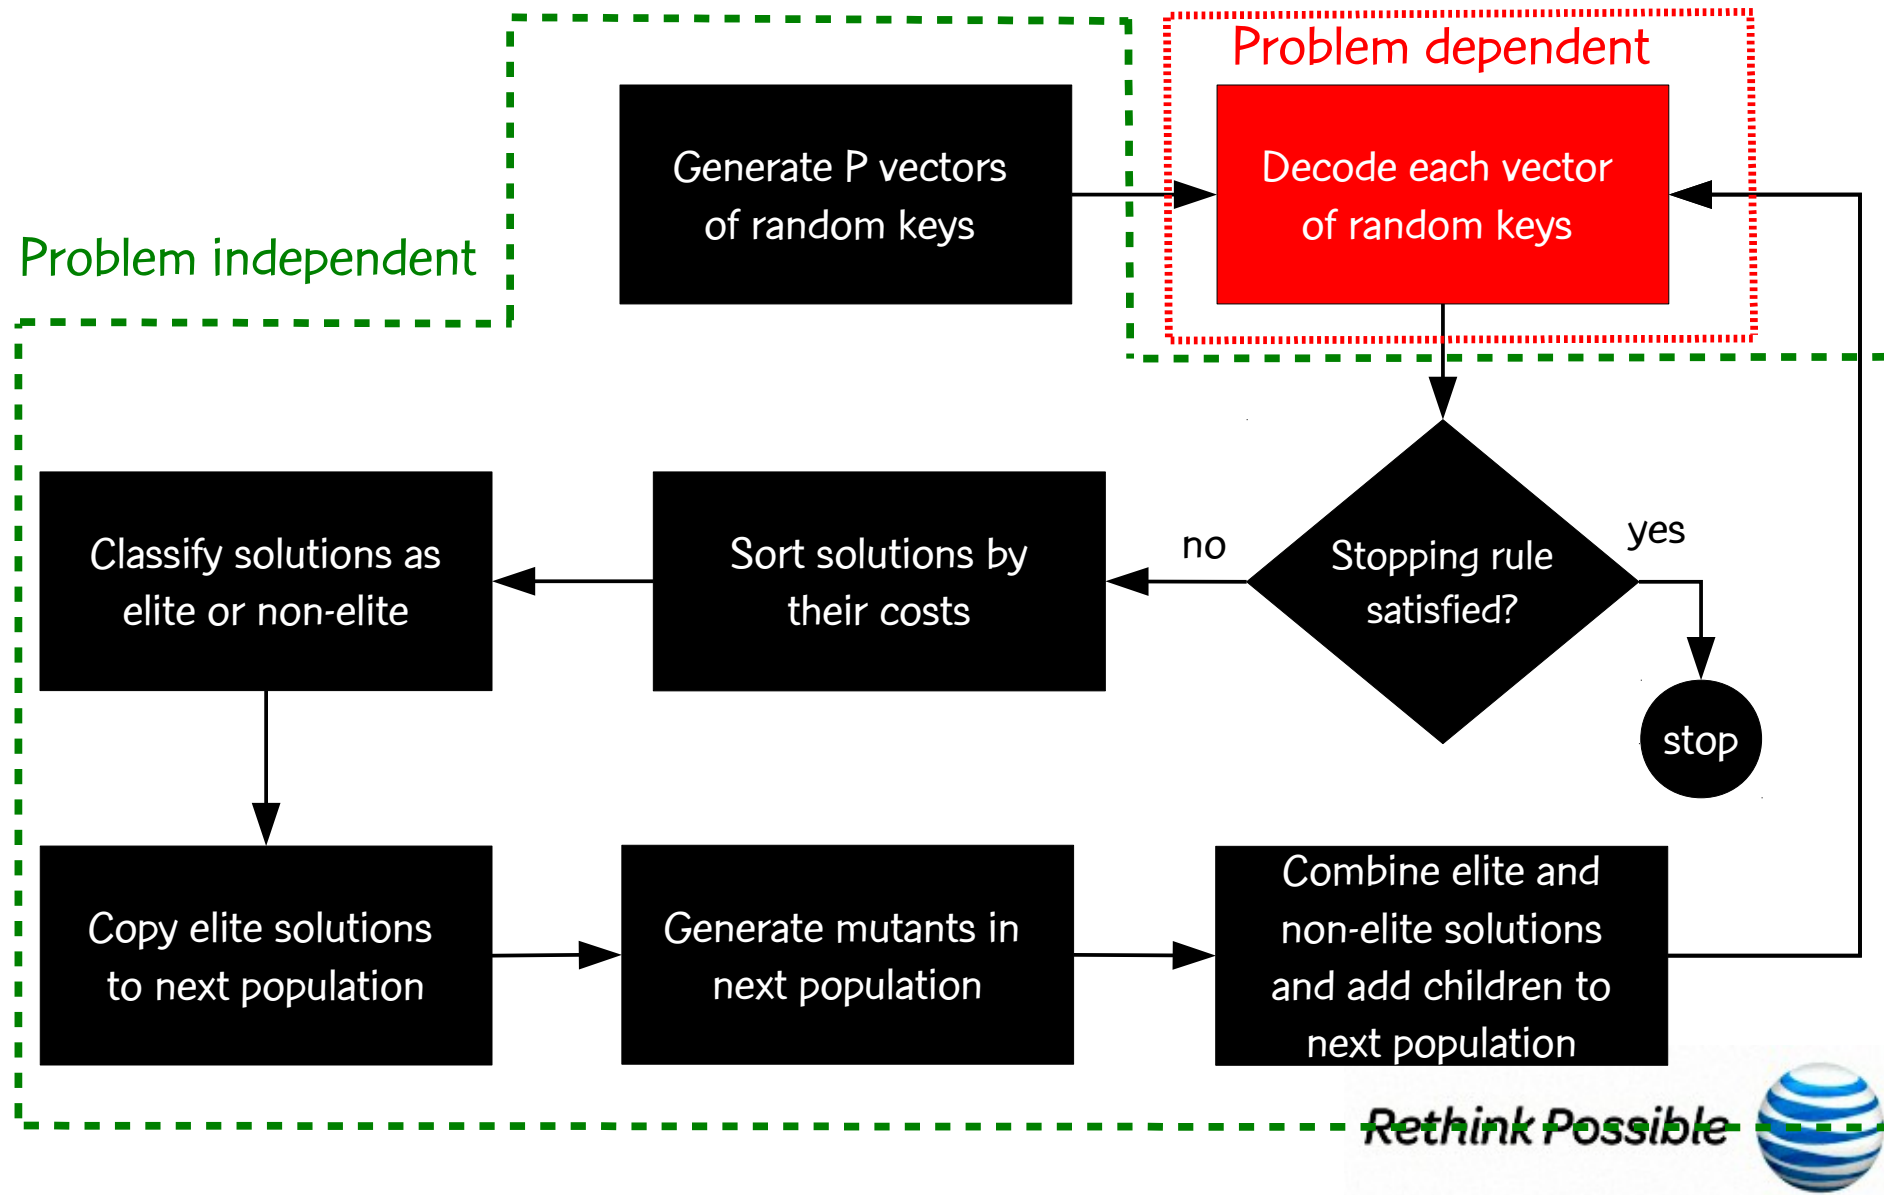 Problem dependent
Generate P vectors
of random keys
Decode each vector
of random keys
Problem independent
Classify solutions as
elite or non-elite
Sort solutions by
their costs
no
Stopping rule
satisfied?
yes
stop
Copy elite solutions
to next population
Generate mutants in
next population
Combine elite and
non-elite solutions
and add children to
next population
Rethink Possible